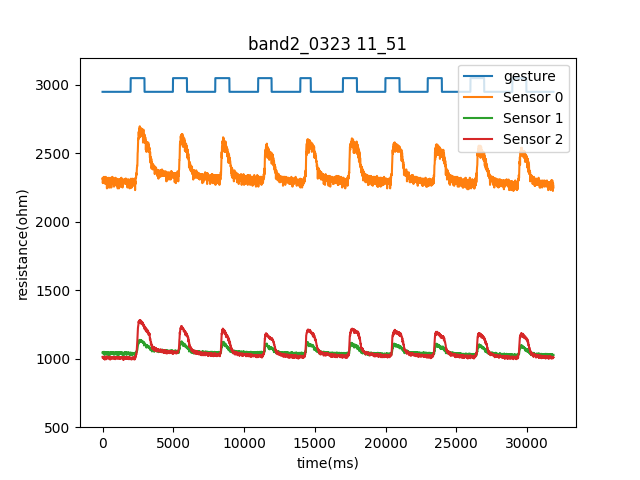 band2_0323 11_51
gesture
Sensor 0
Sensor 1
Sensor 2
3000
2500
2000
1500
1000
500
resistance(ohm)
0 5000 10000 15000 20000 25000 30000
time(ms)